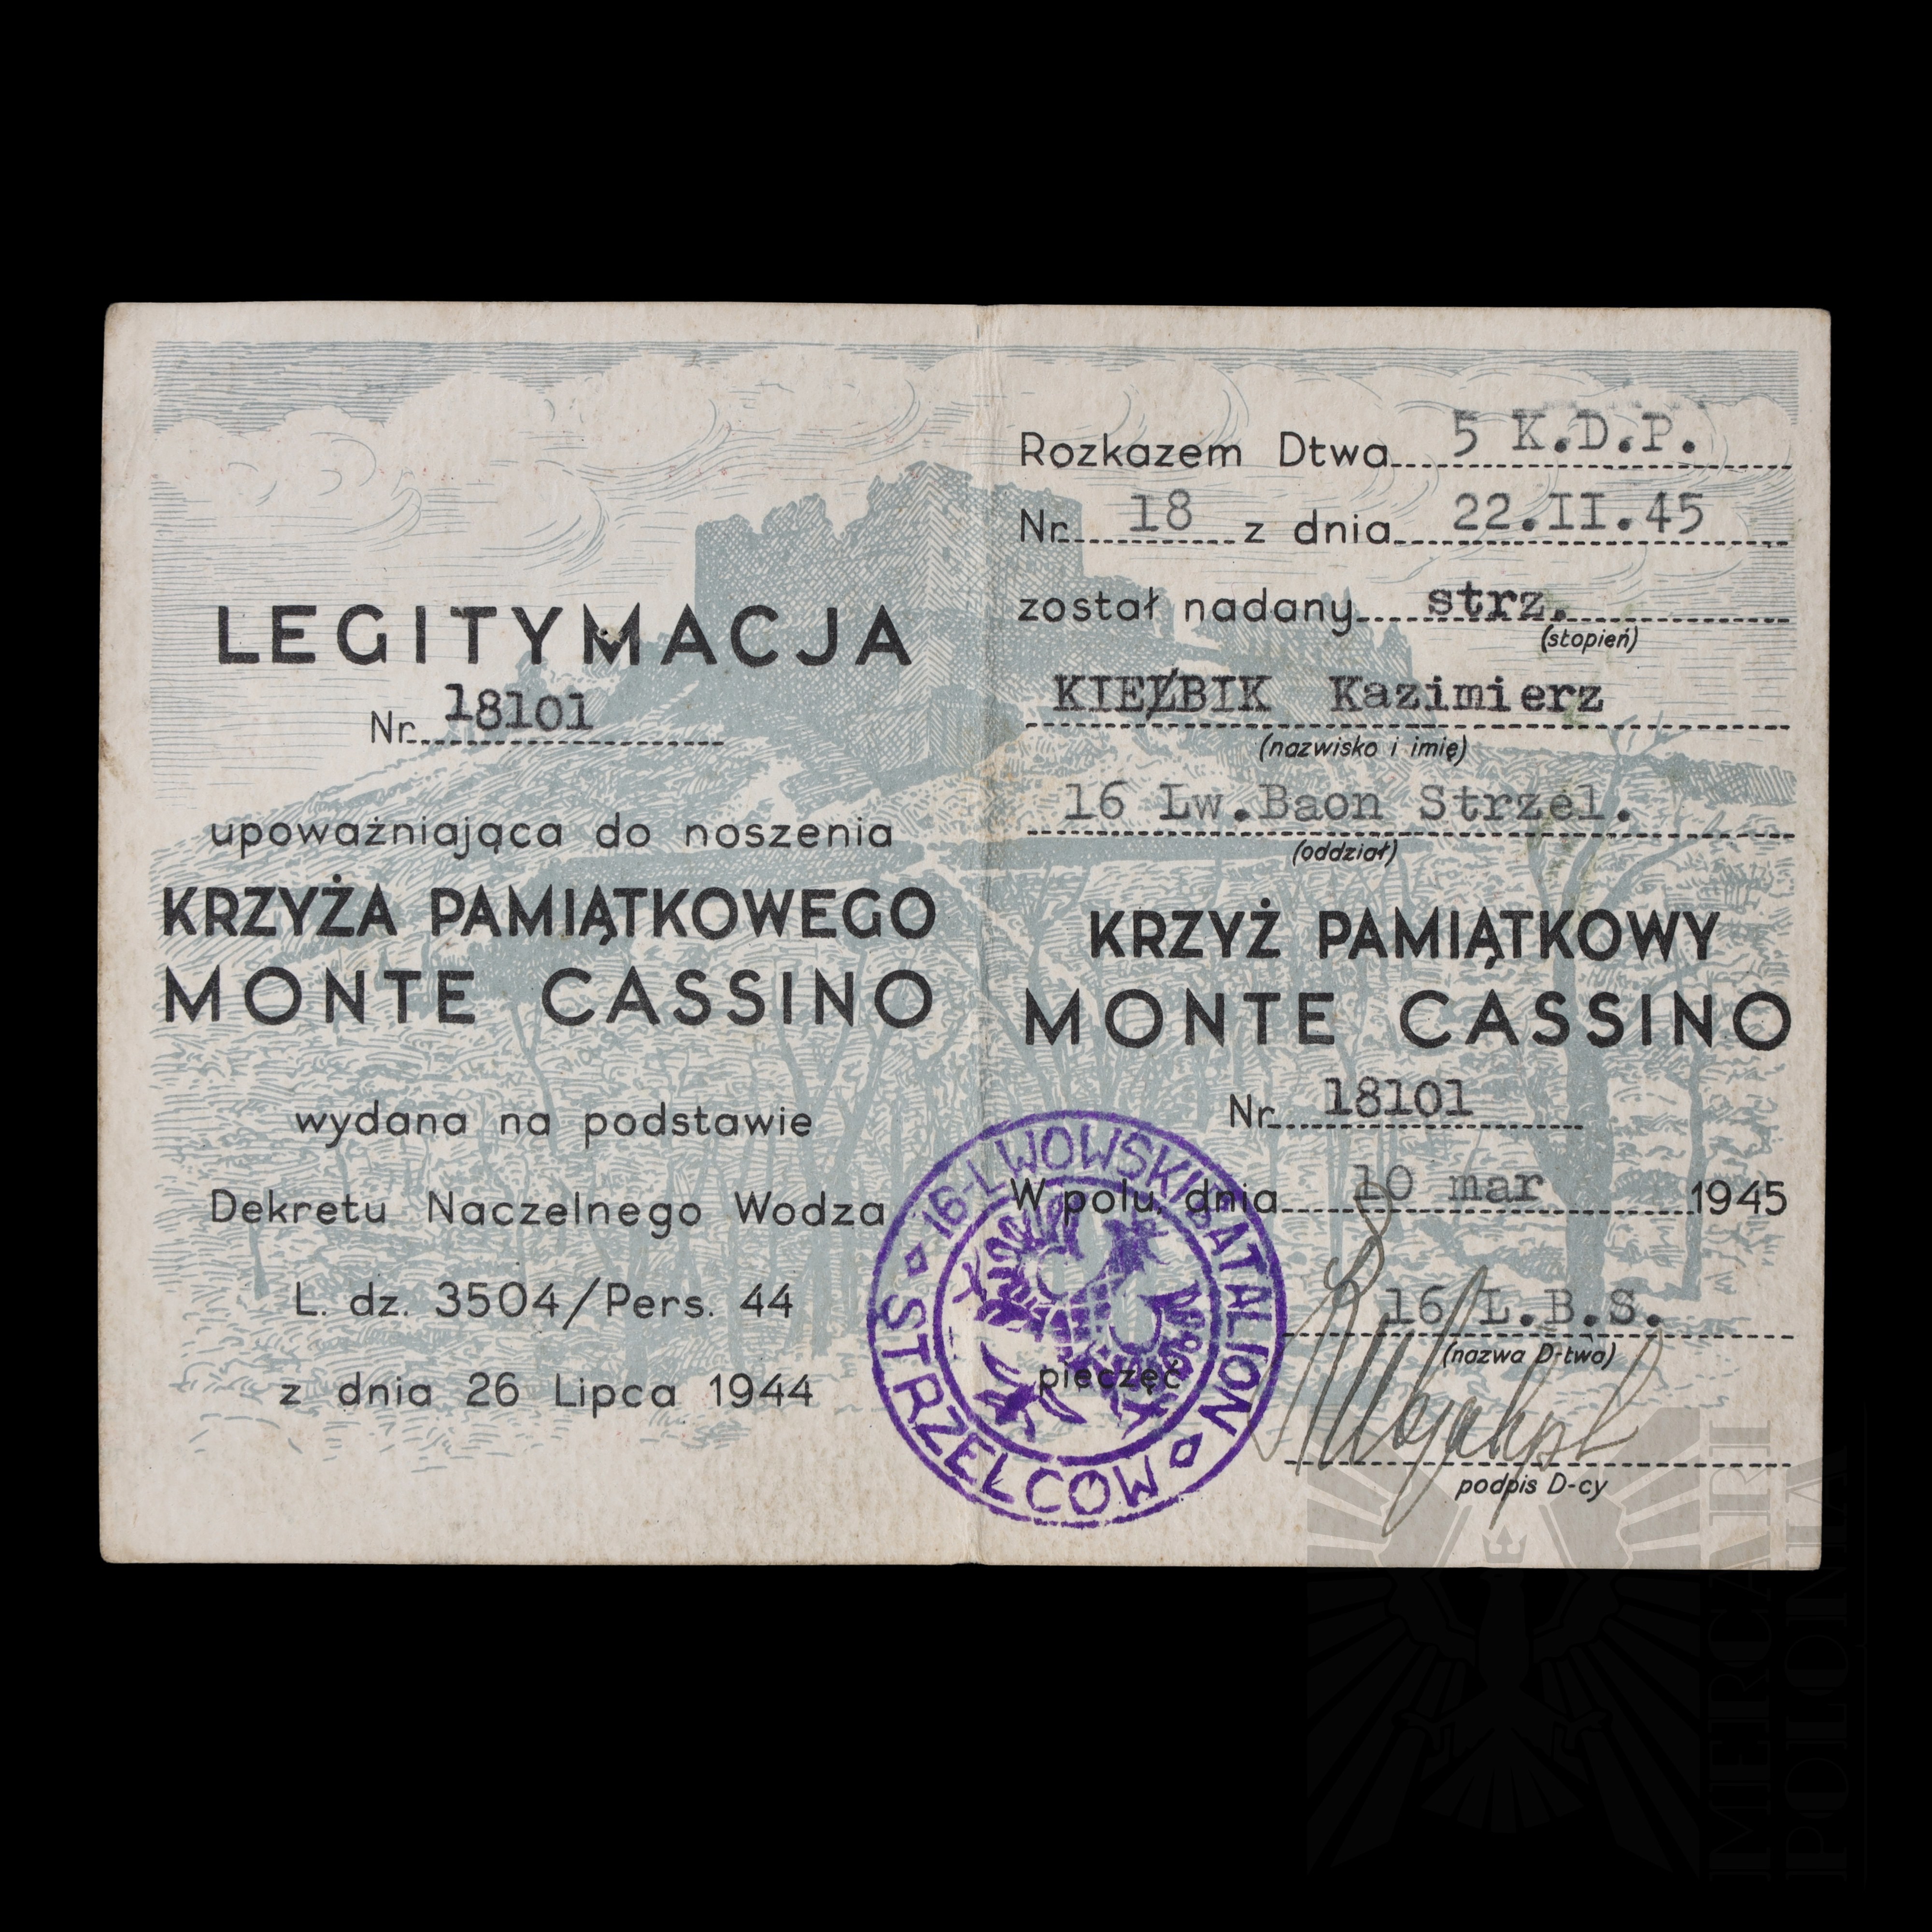 LEGITYMACJA
Nr. 18101
upoważniająca do noszenia
KRZYŻA PAMIĄTKOWEGO
MONTE CASSINO
wydana na podstawie
Dekretu Naczelnego Wodza
L. dz. 3504/Pers. 44
z dnia 26 Lipca 1944
Rozkazem Dtwa 5 K.D.P.
Nr. 18 z dnia 22.II.45
został nadany strz.
(stopień)
KIEŁBIK Kazimierz
(nazwisko i imię)
16 Lw.Baon Strzel.
(oddział)
KRZYŻ PAMIĄTKOWY
MONTE CASSINO
Nr. 18101
W polu, dnia 10 mar 1945
16 L.B.S.
(nazwa D-twa)
pieczęć
podpis D-cy
16-LWOWSKI BATALION
STRZELCOW
MERCARI
POLONIA